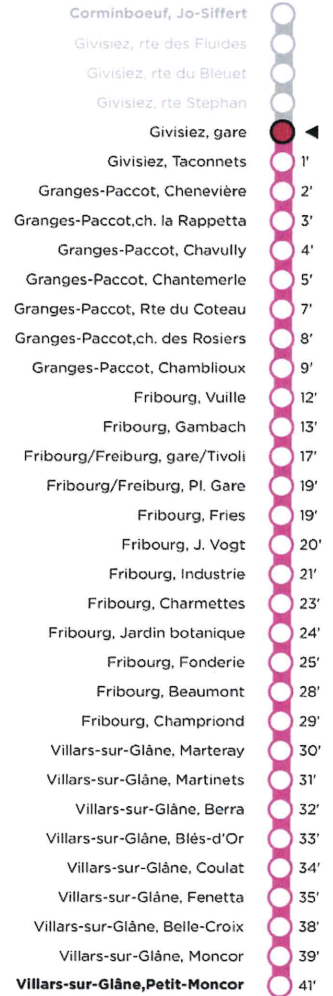 Corminboeuf, Jo-Siffert
Givisiez, rte des Fluides
Givisiez, rte du Bleuet
Givisiez, rte Stephan
Givisiez, gare
Givisiez, Taconnets 1'
Granges-Paccot, Chenevière 2'
Granges-Paccot,ch. la Rappetta 3'
Granges-Paccot, Chavully 4'
Granges-Paccot, Chantemerle 5'
Granges-Paccot, Rte du Coteau 7'
Granges-Paccot,ch. des Rosiers 8'
Granges-Paccot, Chamblioux 9'
Fribourg, Vuille 12'
Fribourg, Gambach 13'
Fribourg/Freiburg, gare/Tivoli 17'
Fribourg/Freiburg, Pl. Gare 19'
Fribourg, Fries 19'
Fribourg, J. Vogt 20'
Fribourg, Industrie 21'
Fribourg, Charmettes 23'
Fribourg, Jardin botanique 24'
Fribourg, Fonderie 25'
Fribourg, Beaumont 28'
Fribourg, Champriond 29'
Villars-sur-Glâne, Marteray 30'
Villars-sur-Glâne, Martinets 31'
Villars-sur-Glâne, Berra 32'
Villars-sur-Glâne, Blés-d'Or 33'
Villars-sur-Glâne, Coulat 34'
Villars-sur-Glâne, Fenetta 35'
Villars-sur-Glâne, Belle-Croix 38'
Villars-sur-Glâne, Moncor 39'
Villars-sur-Glâne,Petit-Moncor 41'